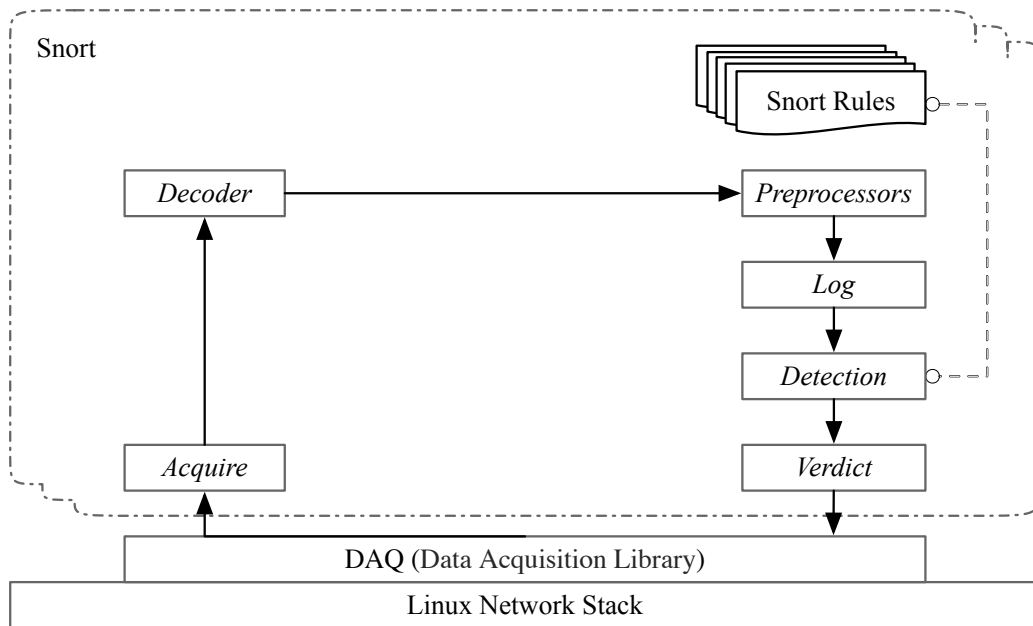 Snort
Snort Rules
Decoder
Preprocessors
Log
Detection
Acquire
Verdict
DAQ (Data Acquisition Library)
Linux Network Stack